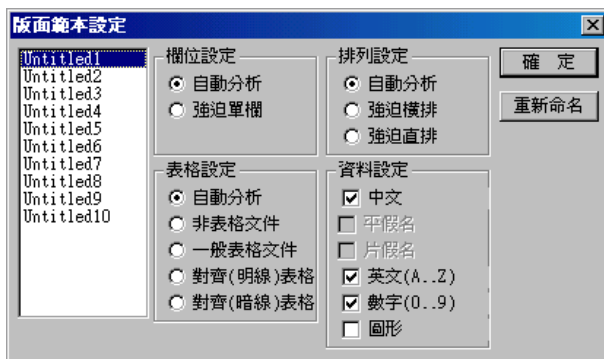 版面範本設定
Untitled1
Untitled2
Untitled3
Untitled4
Untitled5
Untitled6
Untitled7
Untitled8
Untitled9
Untitled10
欄位設定
自動分析
強迫單欄
排列設定
自動分析
強迫橫排
強迫直排
表格設定
自動分析
非表格文件
一般表格文件
對齊(明線)表格
對齊(暗線)表格
資料設定
中文
平假名
片假名
英文(A..Z)
數字(0..9)
圖形
確 定
重新命名